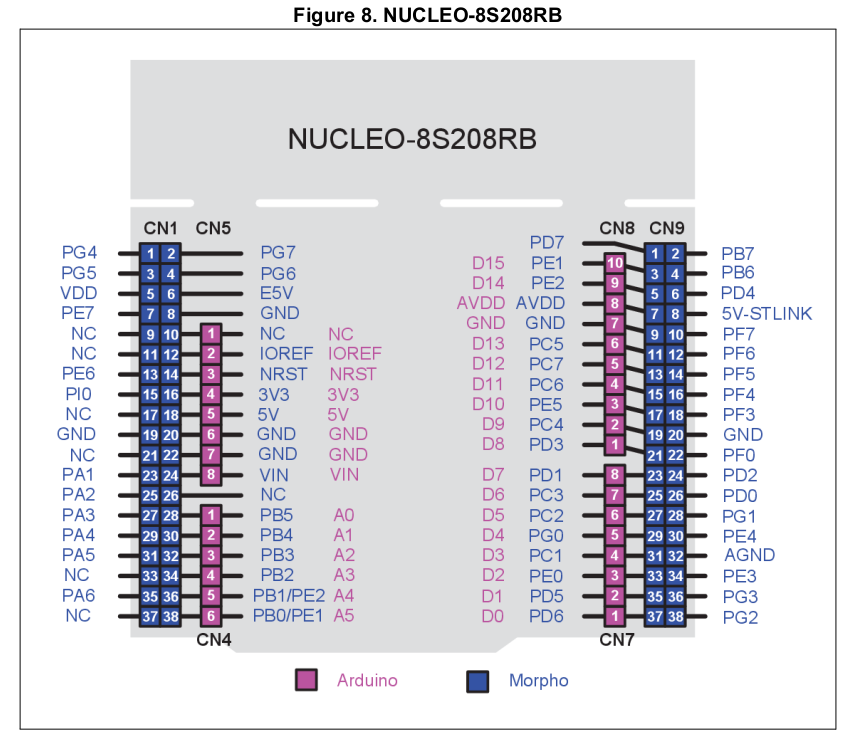 Figure 8. NUCLEO-8S208RB
NUCLEO-8S208RB
CN1 CN5 CN8 CN9
PD7
PG4 1 2 PG7 1 2 PB7
D15 PE1 10
PG5 3 4 PG6 3 4 PB6
D14 PE2 9
VDD 5 6 E5V 5 6 PD4
AVDD AVDD 8
PE7 7 8 GND 7 8 5V-STLINK
GND GND 7
NC 9 10 1 NC NC 9 10 PF7
D13 PC5 6
NC 11 12 2 IOREF IOREF 11 12 PF6
D12 PC7 5
PE6 13 14 3 NRST NRST 13 14 PF5
D11 PC6 4
PI0 15 16 4 3V3 3V3 15 16 PF4
D10 PE5 3
NC 17 18 5 5V 5V 17 18 PF3
D9 PC4 2
GND 19 20 6 GND GND 19 20 GND
D8 PD3 1
NC 21 22 7 GND GND 21 22 PF0
PA1 23 24 8 VIN VIN D7 PD1 8 23 24 PD2
PA2 25 26 NC D6 PC3 7 25 26 PD0
PA3 27 28 1 PB5 A0 D5 PC2 6 27 28 PG1
PA4 29 30 2 PB4 A1 D4 PG0 5 29 30 PE4
PA5 31 32 3 PB3 A2 D3 PC1 4 31 32 AGND
NC 33 34 4 PB2 A3 D2 PE0 3 33 34 PE3
PA6 35 36 5 PB1/PE2 A4 D1 PD5 2 35 36 PG3
NC 37 38 6 PB0/PE1 A5 D0 PD6 1 37 38 PG2
CN4 CN7
Arduino Morpho